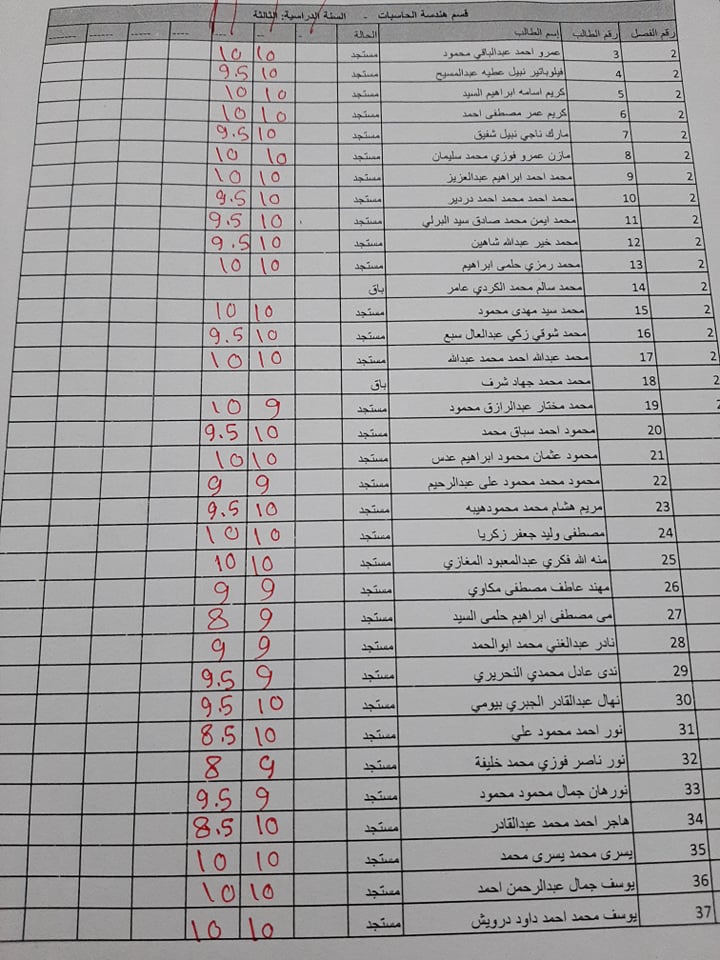 قسم هندسة الحاسبات - السنة الدراسية: الثالثة
رقم الفصل رقم الطالب إسم الطالب الحالة - -- --- ---- ----- ------ -------
2 3 عمرو احمد عبدالباقي محمود مستجد 10 10
2 4 فيلوباتير نبيل عطيه عبدالمسيح مستجد 10 9.5
2 5 كريم اسامه ابراهيم السيد مستجد 10 10
2 6 كريم عمر مصطفى احمد مستجد 10 10
2 7 مارك ناجي نبيل شفيق مستجد 10 9.5
2 8 مازن عمرو فوزي محمد سليمان مستجد 10 10
2 9 محمد احمد ابراهيم عبدالعزيز مستجد 10 10
2 10 محمد احمد محمد احمد دردير مستجد 10 9.5
2 11 محمد ايمن محمد صادق سيد البرلي مستجد 10 9.5
2 12 محمد خير عبدالله شاهين مستجد 10 9.5
2 13 محمد رمزي حلمى ابراهيم مستجد 10 10
2 14 محمد سالم محمد الكردي عامر باق
2 15 محمد سيد مهدى محمود مستجد 10 10
2 16 محمد شوقي زكي عبدالعال سبع مستجد 10 9.5
2 17 محمد عبدالله احمد محمد عبدالله مستجد 10 10
2 18 محمد محمد جهاد شرف باق
2 19 محمد مختار عبدالرازق محمود مستجد 9 10
20 محمود احمد سباق محمد مستجد 10 9.5
21 محمود عثمان محمود ابراهيم عدس مستجد 10 10
22 محمود محمد محمود على عبدالرحيم مستجد 9 9
23 مريم هشام محمد محمودهيبه مستجد 10 9.5
24 مصطفى وليد جعفر زكريا مستجد 10 10
25 منه الله فكري عبدالمعبود المغازي مستجد 10 10
26 مهند عاطف مصطفى مكاوي مستجد 9 9
27 مى مصطفى ابراهيم حلمى السيد مستجد 9 8
28 نادر عبدالغني محمد ابوالحمد مستجد 9 9
29 ندى عادل محمدي النحريري مستجد 9 9.5
30 نهال عبدالقادر الجبري بيومي مستجد 10 9.5
31 نور احمد محمود علي مستجد 10 8.5
32 نور ناصر فوزي محمد خليفة مستجد 9 8
33 نورهان جمال محمود محمود مستجد 9 9.5
34 هاجر احمد محمد عبدالقادر مستجد 10 8.5
35 يسرى محمد يسرى محمد مستجد 10 10
36 يوسف جمال عبدالرحمن احمد مستجد 10 10
37 يوسف محمد احمد داود درويش مستجد 10 10